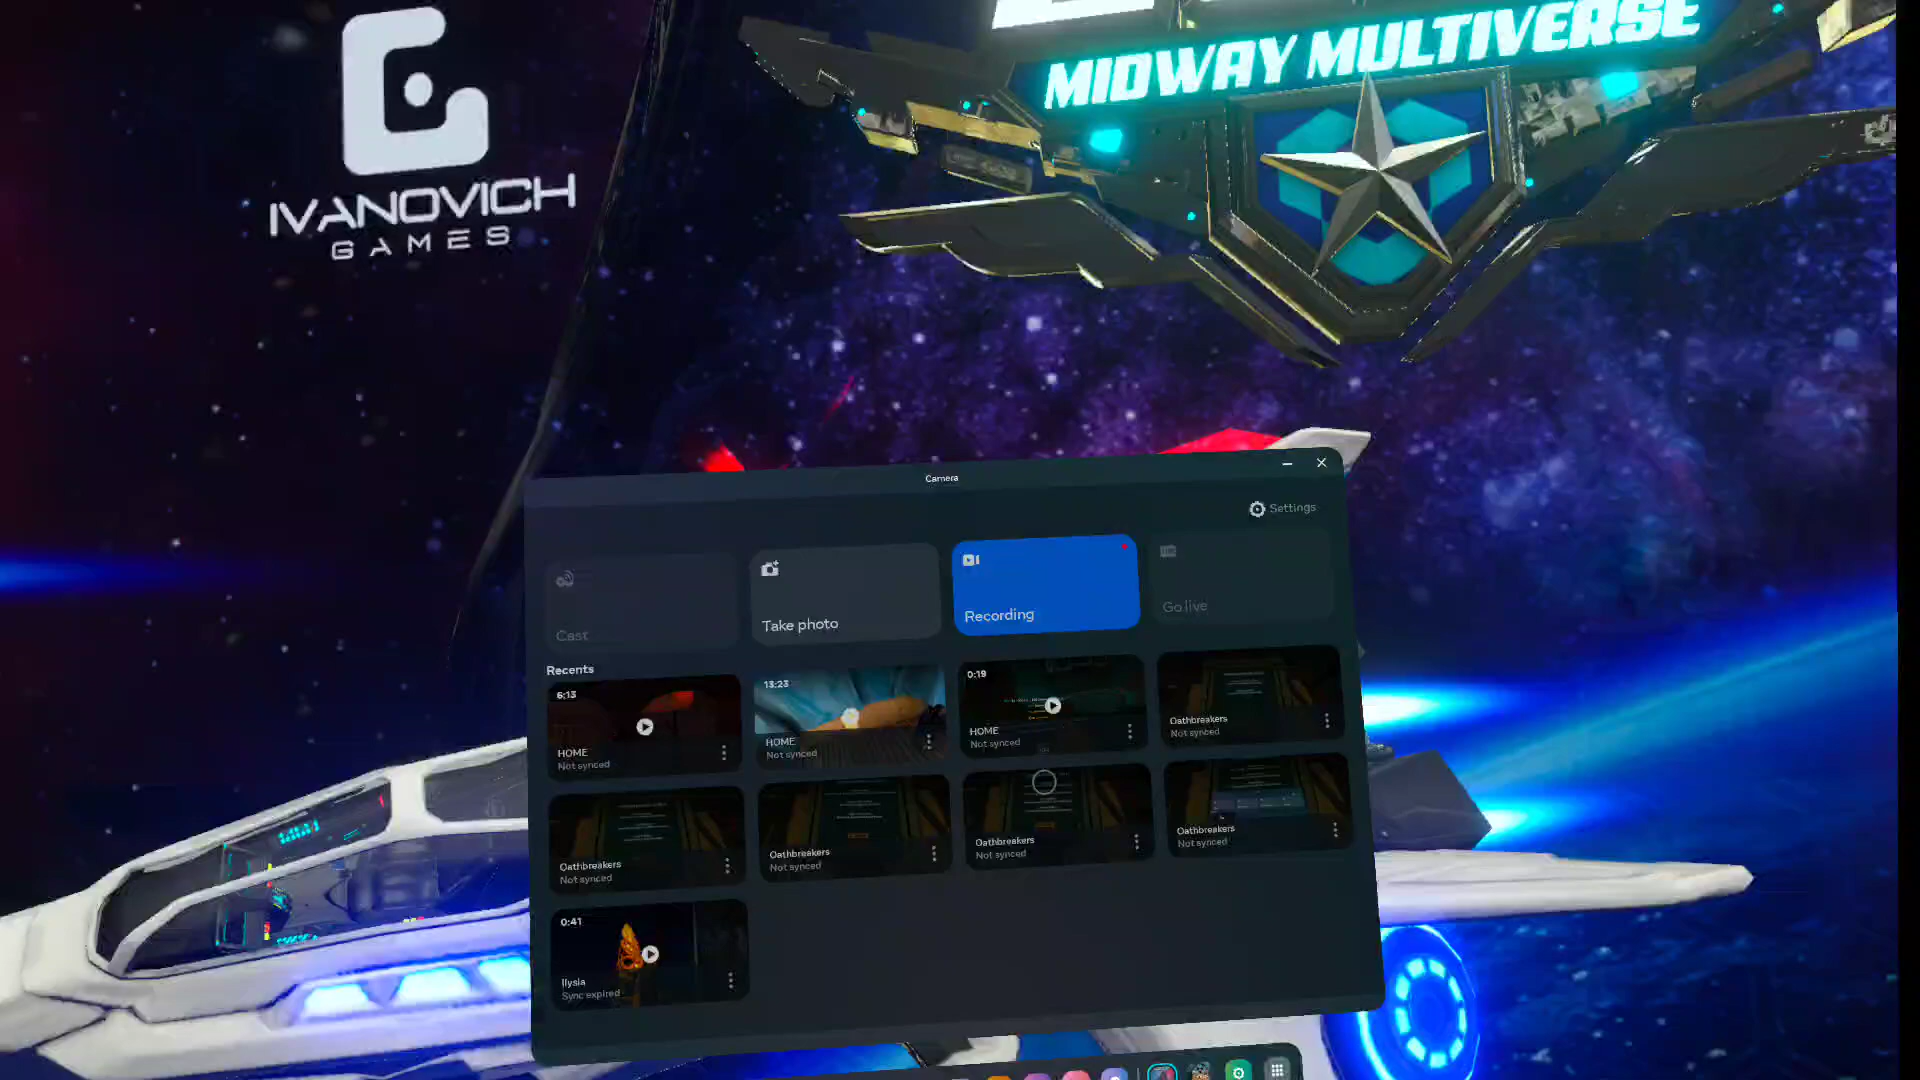 MIDWAY MULTIVERSE
IVANOVICH
GAMES
Camera
Settings
Cast
Take photo
Recording
Go live
Recents
6:13
HOME
Not synced
13:23
HOME
Not synced
0:19
HOME
Not synced
Oathbreakers
Not synced
Oathbreakers
Not synced
Oathbreakers
Not synced
Oathbreakers
Not synced
Oathbreakers
Not synced
0:41
Ilysia
Sync expired